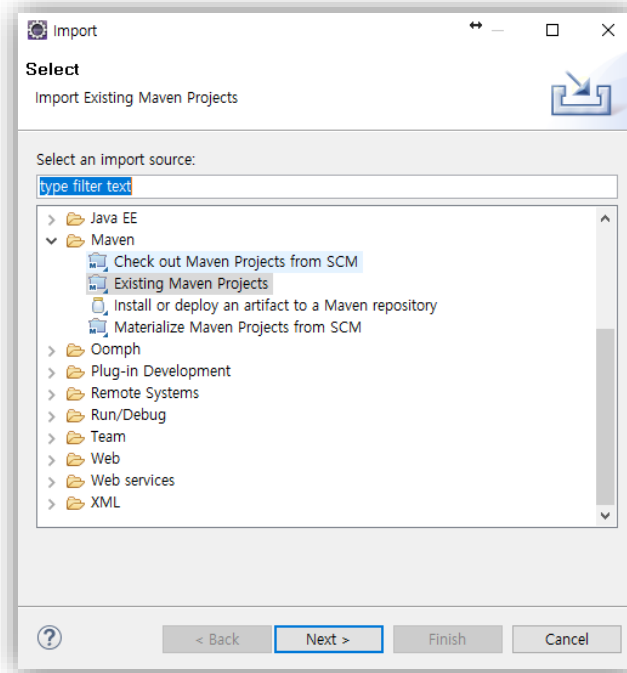 Import
Select
Import Existing Maven Projects
Select an import source:
type filter text
Java EE
Maven
Check out Maven Projects from SCM
Existing Maven Projects
Install or deploy an artifact to a Maven repository
Materialize Maven Projects from SCM
Oomph
Plug-in Development
Remote Systems
Run/Debug
Team
Web
Web services
XML
< Back Next > Finish Cancel